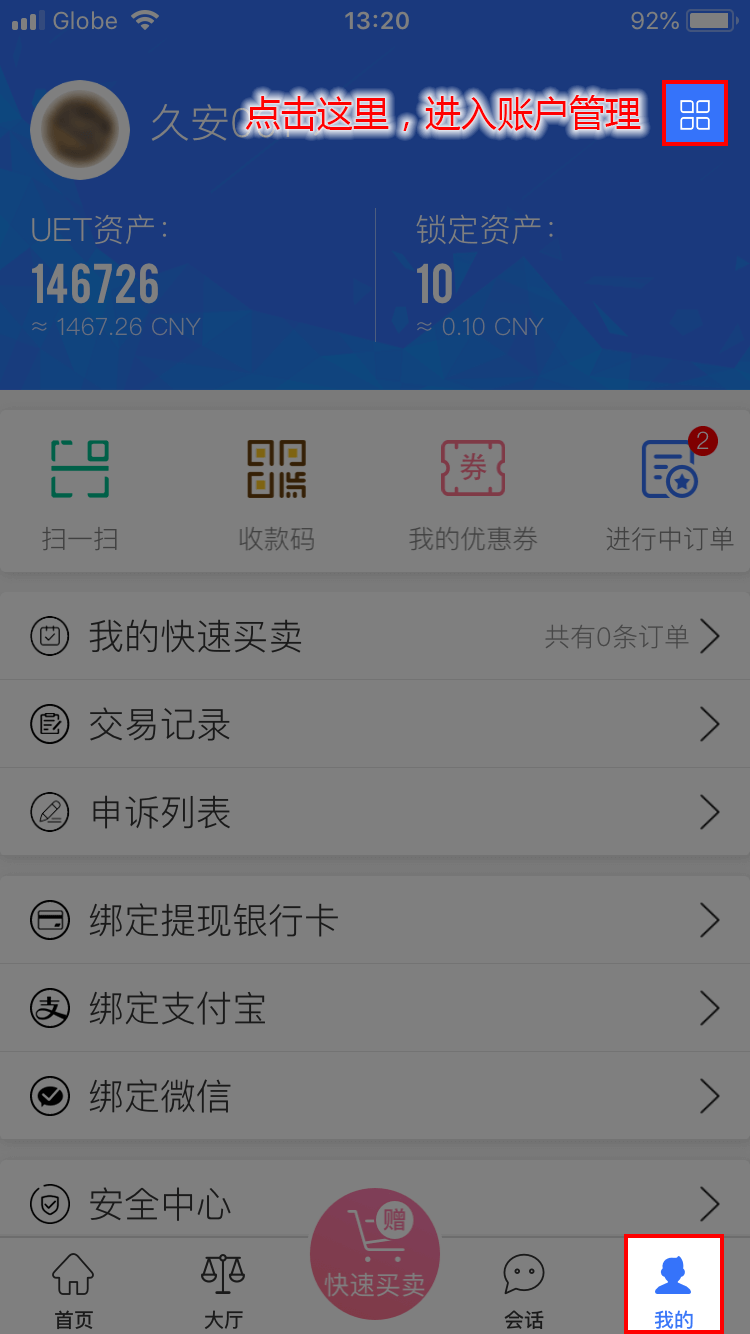 Globe 13:20 92%
久安
点击这里，进入账户管理
UET资产： 锁定资产：
146726 10
≈ 1467.26 CNY ≈ 0.10 CNY
券 2
扫一扫 收款码 我的优惠券 进行中订单
我的快速买卖 共有0条订单
交易记录
申诉列表
绑定提现银行卡
支 绑定支付宝
绑定微信
安全中心
赠
快速买卖
首页 大厅 会话 我的